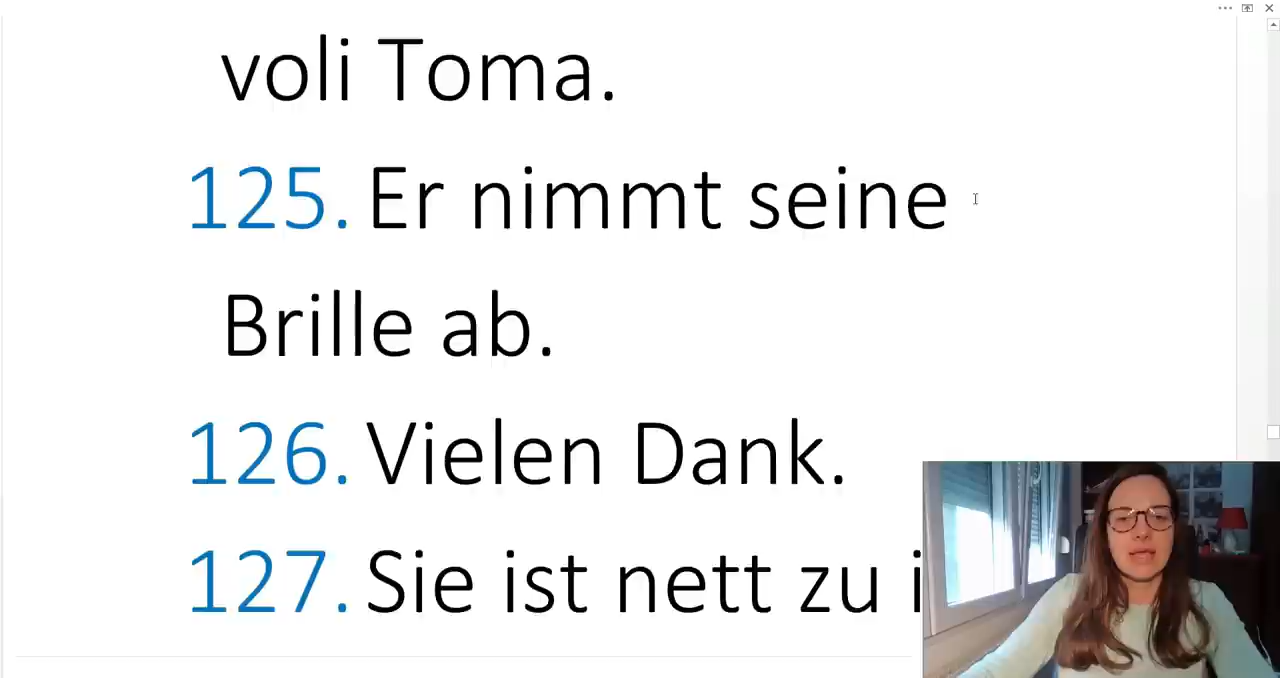 voli Toma.
125. Er nimmt seine
Brille ab.
126. Vielen Dank.
127. Sie ist nett zu